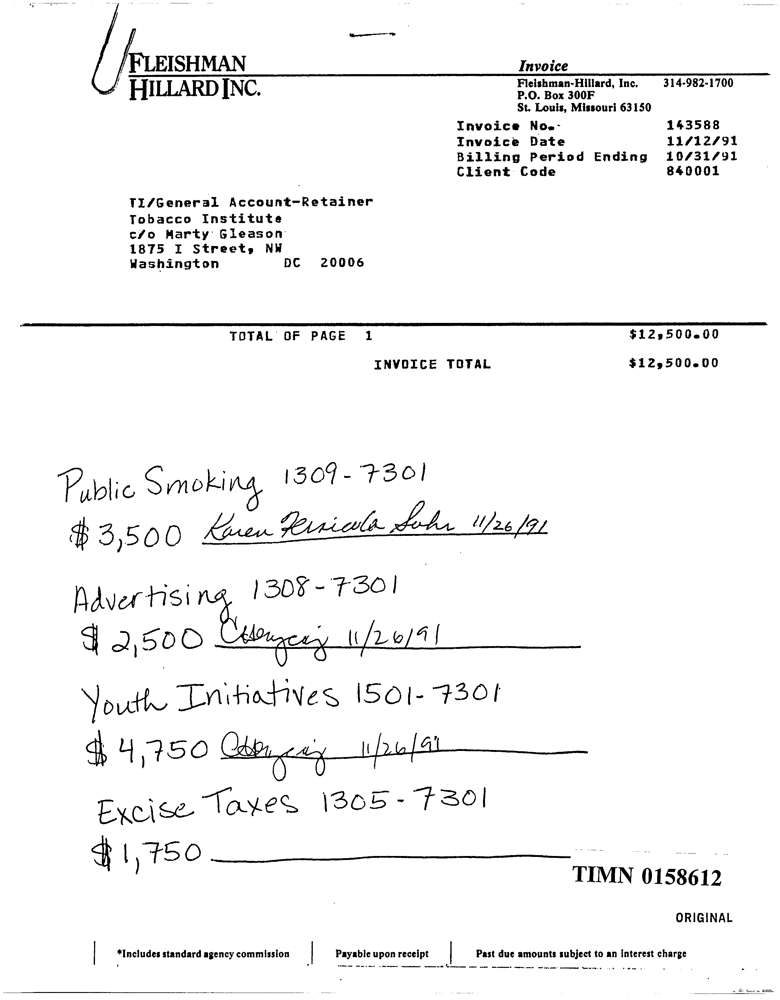 FLEISHMAN
HILLARD INC.
Invoice
Fleishman-Hillard, Inc. 314-982-1700
P.O. Box 300F
St. Louis, Missouri 63150
Invoice No. 143588
Invoice Date 11/12/91
Billing Period Ending 10/31/91
Client Code 840001
TI/General Account-Retainer
Tobacco Institute
c/o Marty Gleason
1875 I Street, NW
Washington DC 20006
TOTAL OF PAGE 1 $12,500.00
INVOICE TOTAL $12,500.00
Public Smoking 1309-7301
$3,500 Karen 11/26/91
Advertising 1308-7301
$2,500 11/26/91
Youth Initiatives 1501-7301
$4,750 11/26/91
Excise Taxes 1305-7301
$1,750
TIMN 0158612
ORIGINAL
*Includes standard agency commission Payable upon receipt Past due amounts subject to an interest charge